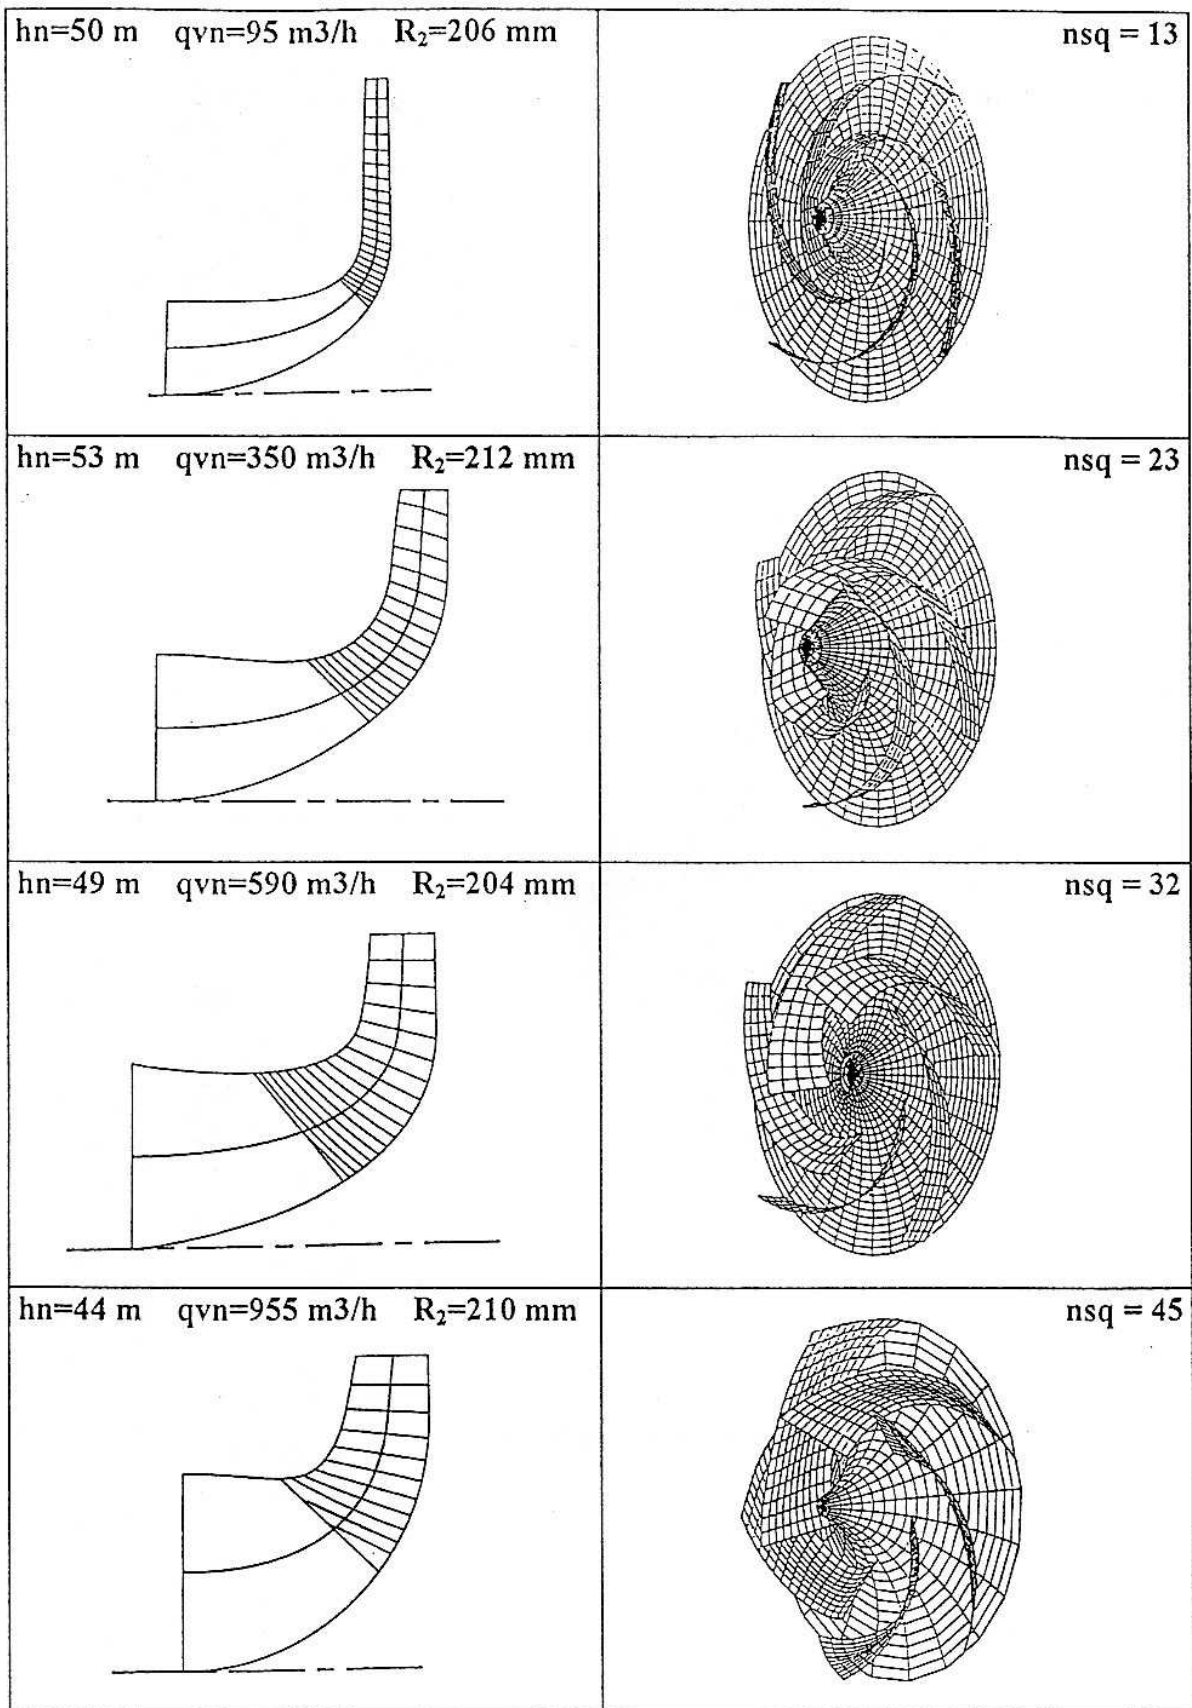 hn=50 m qvn=95 m3/h R₂=206 mm
nsq = 13
hn=53 m qvn=350 m3/h R₂=212 mm
nsq = 23
hn=49 m qvn=590 m3/h R₂=204 mm
nsq = 32
hn=44 m qvn=955 m3/h R₂=210 mm
nsq = 45